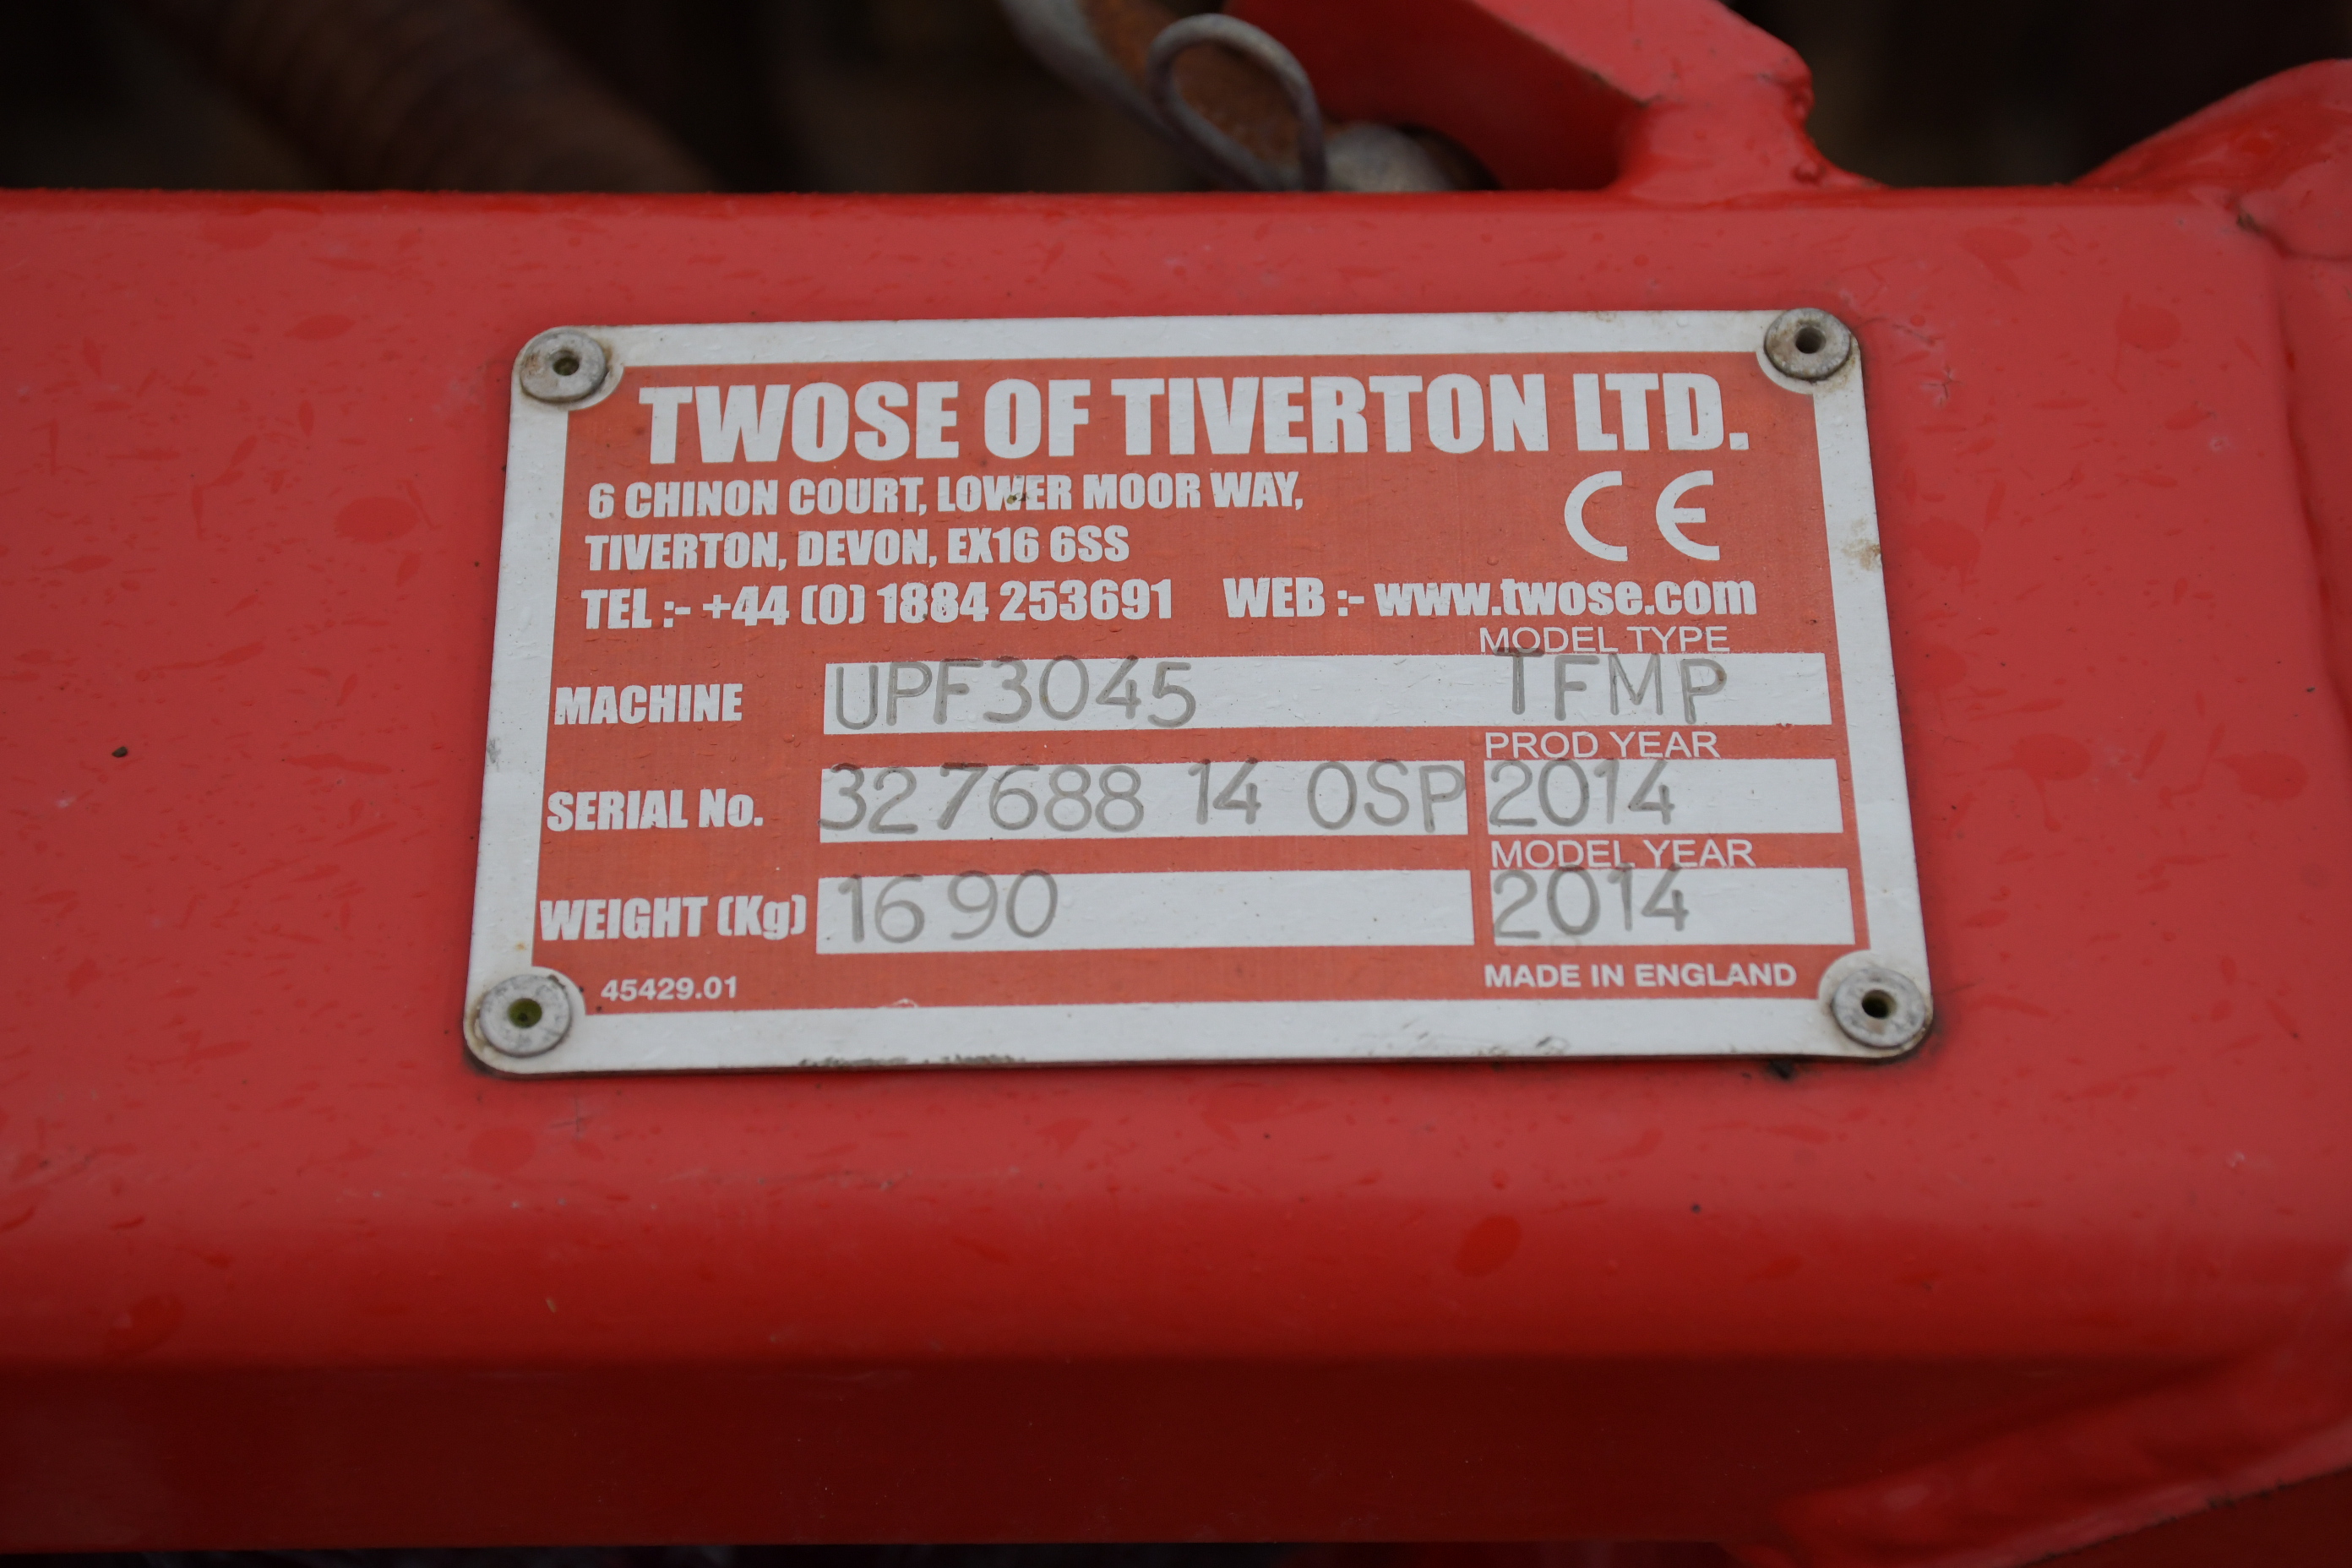 TWOSE OF TIVERTON LTD.
6 CHINON COURT, LOWER MOOR WAY,
TIVERTON, DEVON, EX16 6SS
CE
TEL :- +44 (0) 1884 253691 WEB :- www.twose.com
MODEL TYPE
MACHINE UPF3045 TFMP
PROD YEAR
SERIAL No. 327688 14 OSP 2014
MODEL YEAR
WEIGHT (Kg) 1690 2014
45429.01 MADE IN ENGLAND